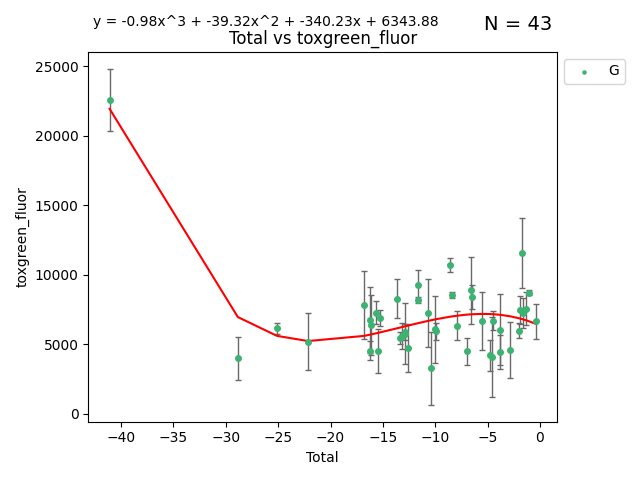 y = -0.98x^3 + -39.32x^2 + -340.23x + 6343.88
N = 43
Total vs toxgreen_fluor
G
25000
20000
15000
10000
5000
0
toxgreen_fluor
−40 −35 −30 −25 −20 −15 −10 −5 0
Total